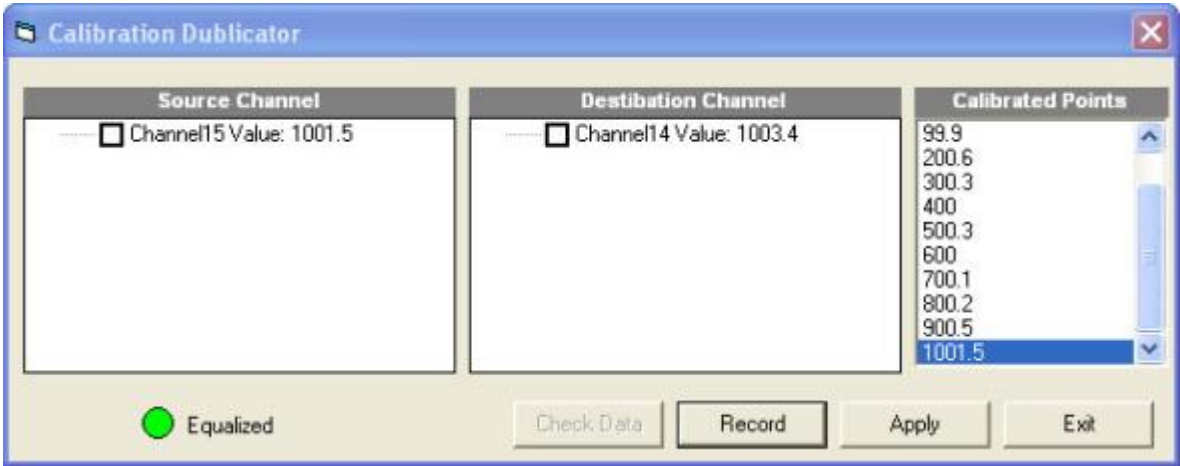 Calibration Dublicator
Source Channel
Channel15 Value: 1001.5
Destibation Channel
Channel14 Value: 1003.4
Calibrated Points
99.9
200.6
300.3
400
500.3
600
700.1
800.2
900.5
1001.5
Equalized
Check Data
Record
Apply
Exit